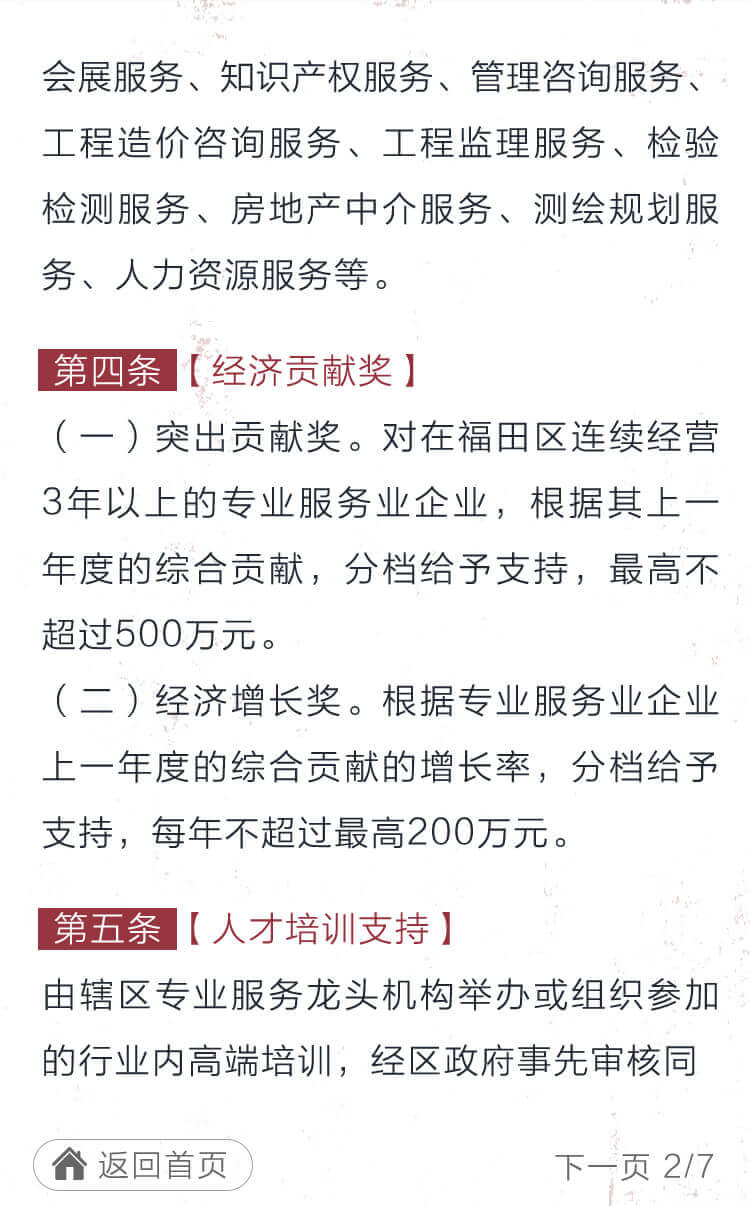 会展服务、知识产权服务、管理咨询服务、
工程造价咨询服务、工程监理服务、检验
检测服务、房地产中介服务、测绘规划服
务、人力资源服务等。
第四条【经济贡献奖】
（一）突出贡献奖。对在福田区连续经营
3年以上的专业服务业企业，根据其上一
年度的综合贡献，分档给予支持，最高不
超过500万元。
（二）经济增长奖。根据专业服务业企业
上一年度的综合贡献的增长率，分档给予
支持，每年不超过最高200万元。
第五条【人才培训支持】
由辖区专业服务龙头机构举办或组织参加
的行业内高端培训，经区政府事先审核同
返回首页
下一页 2/7